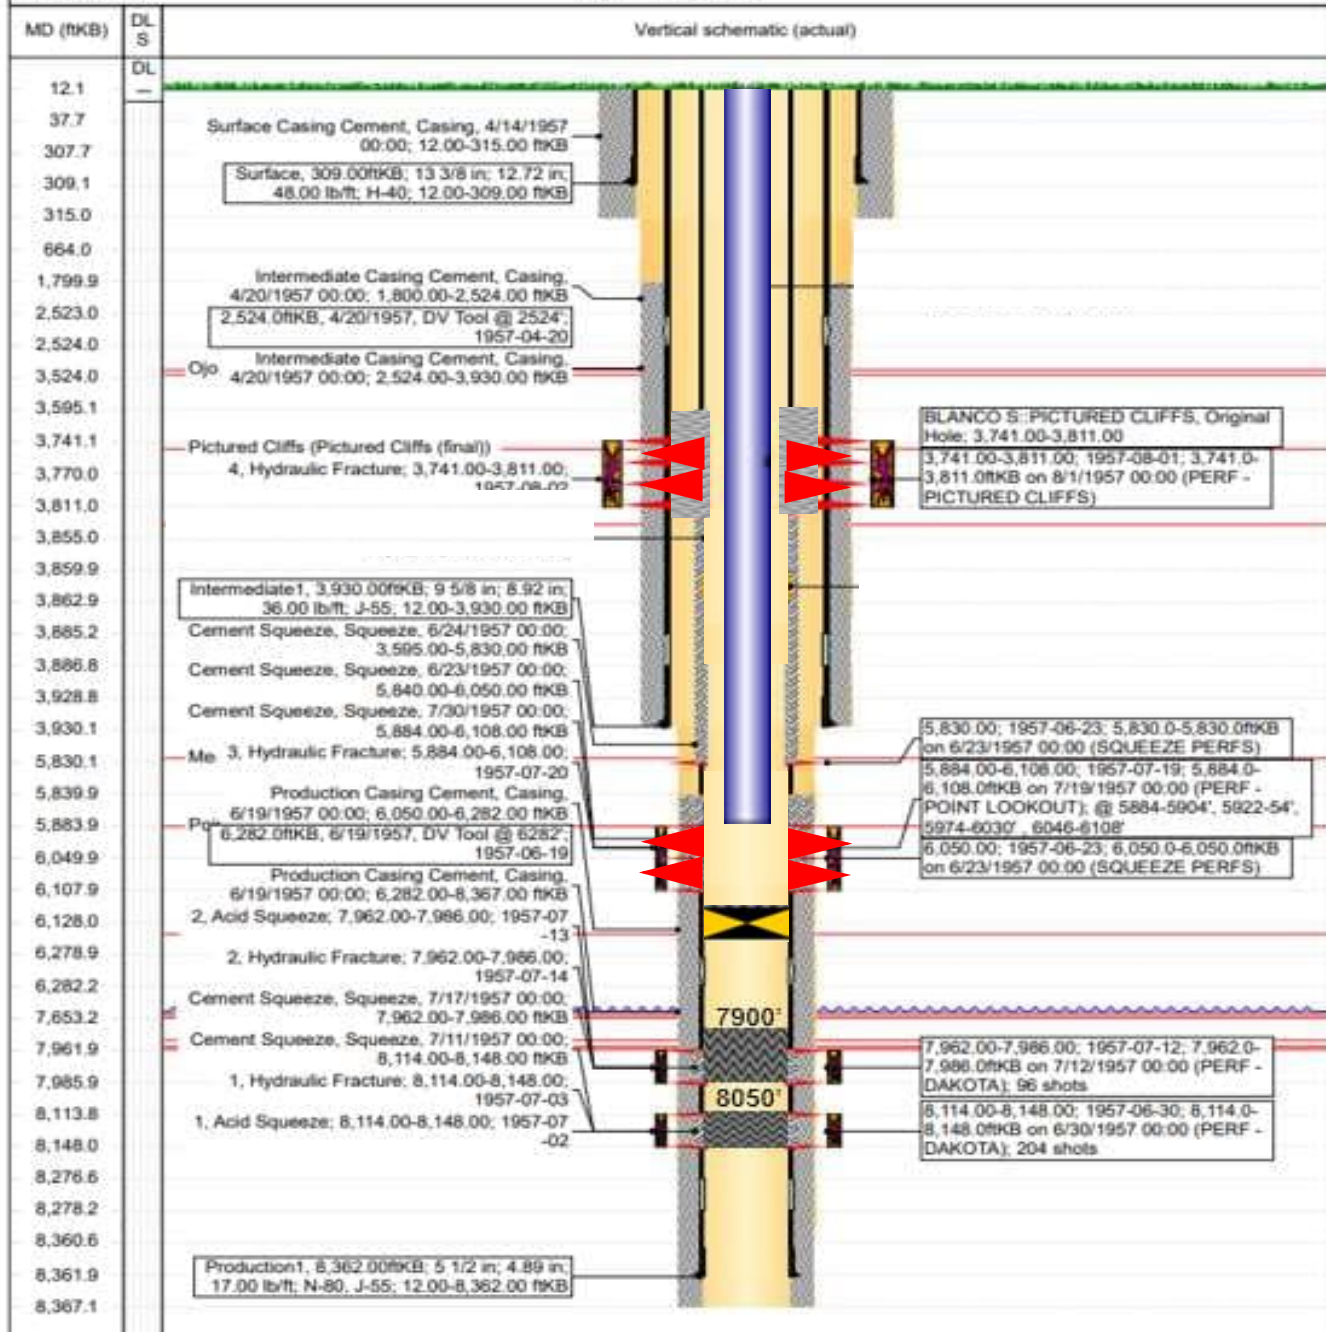 MD (ftKB)
DL
S
Vertical schematic (actual)
DL
12.1
37.7
307.7
309.1
315.0
664.0
1,799.9
2,523.0
2,524.0
3,524.0
3,595.1
3,741.1
3,770.0
3,811.0
3,855.0
3,859.9
3,862.9
3,885.2
3,886.8
3,928.8
3,930.1
5,830.1
5,839.9
5,883.9
6,049.9
6,107.9
6,128.0
6,278.9
6,282.2
7,653.2
7,961.9
7,985.9
8,113.8
8,148.0
8,276.6
8,278.2
8,360.6
8,361.9
8,367.1
Surface Casing Cement, Casing, 4/14/1957
00:00; 12.00-315.00 ftKB
Surface, 309.00ftKB; 13 3/8 in; 12.72 in;
48.00 lb/ft; H-40; 12.00-309.00 ftKB
Intermediate Casing Cement, Casing,
4/20/1957 00:00; 1,800.00-2,524.00 ftKB
2,524.0ftKB, 4/20/1957, DV Tool @ 2524',
1957-04-20
Ojo
Intermediate Casing Cement, Casing,
4/20/1957 00:00; 2,524.00-3,930.00 ftKB
Pictured Cliffs (Pictured Cliffs (final))
4, Hydraulic Fracture; 3,741.00-3,811.00;
1957-08-02
Intermediate1, 3,930.00ftKB; 9 5/8 in; 8.92 in;
36.00 lb/ft; J-55; 12.00-3,930.00 ftKB
Cement Squeeze, Squeeze, 6/24/1957 00:00;
3,595.00-5,830.00 ftKB
Cement Squeeze, Squeeze, 6/23/1957 00:00;
5,840.00-6,050.00 ftKB
Cement Squeeze, Squeeze, 7/30/1957 00:00;
5,884.00-6,108.00 ftKB
Me
3, Hydraulic Fracture; 5,884.00-6,108.00;
1957-07-20
Production Casing Cement, Casing,
6/19/1957 00:00; 6,050.00-6,282.00 ftKB
6,282.0ftKB, 6/19/1957, DV Tool @ 6282',
1957-06-19
Production Casing Cement, Casing,
6/19/1957 00:00; 6,282.00-8,367.00 ftKB
2, Acid Squeeze; 7,962.00-7,986.00; 1957-07
-13
2, Hydraulic Fracture; 7,962.00-7,986.00;
1957-07-14
Cement Squeeze, Squeeze, 7/17/1957 00:00;
7,962.00-7,986.00 ftKB
Cement Squeeze, Squeeze, 7/11/1957 00:00;
8,114.00-8,148.00 ftKB
1, Hydraulic Fracture; 8,114.00-8,148.00;
1957-07-03
1, Acid Squeeze; 8,114.00-8,148.00; 1957-07
-02
Production1, 8,362.00ftKB; 5 1/2 in; 4.89 in;
17.00 lb/ft; N-80, J-55; 12.00-8,362.00 ftKB
7900'
8050'
BLANCO S::PICTURED CLIFFS, Original
Hole; 3,741.00-3,811.00
3,741.00-3,811.00; 1957-08-01; 3,741.0-
3,811.0ftKB on 8/1/1957 00:00 (PERF -
PICTURED CLIFFS)
5,830.00; 1957-06-23; 5,830.0-5,830.0ftKB
on 6/23/1957 00:00 (SQUEEZE PERFS)
5,884.00-6,108.00; 1957-07-19; 5,884.0-
6,108.0ftKB on 7/19/1957 00:00 (PERF -
POINT LOOKOUT); @ 5884-5904', 5922-54',
5974-6030' , 6046-6108'
6,050.00; 1957-06-23; 6,050.0-6,050.0ftKB
on 6/23/1957 00:00 (SQUEEZE PERFS)
7,962.00-7,986.00; 1957-07-12; 7,962.0-
7,986.0ftKB on 7/12/1957 00:00 (PERF -
DAKOTA); 96 shots
8,114.00-8,148.00; 1957-06-30; 8,114.0-
8,148.0ftKB on 6/30/1957 00:00 (PERF -
DAKOTA); 204 shots